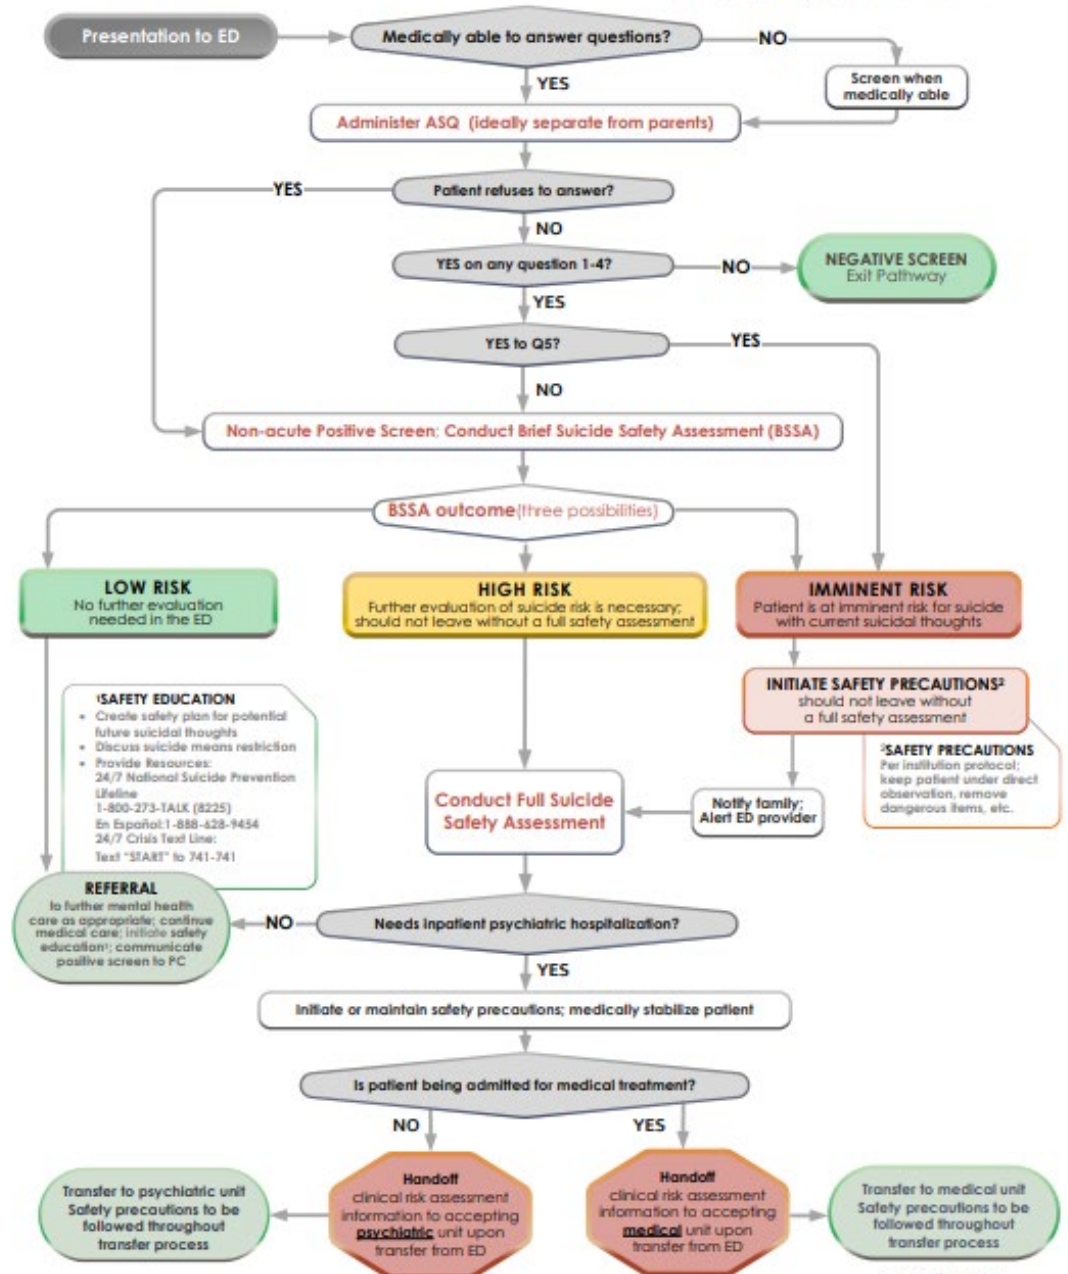 Presentation to ED
Medically able to answer questions?
NO
Screen when
medically able
YES
Administer ASQ (ideally separate from parents)
YES
Patient refuses to answer?
NO
YES on any question 1-4?
NO
NEGATIVE SCREEN
Exit Pathway
YES
YES to Q5?
YES
NO
Non-acute Positive Screen; Conduct Brief Suicide Safety Assessment (BSSA)
BSSA outcome(three possibilities)
LOW RISK
No further evaluation
needed in the ED
HIGH RISK
Further evaluation of suicide risk is necessary;
should not leave without a full safety assessment
IMMINENT RISK
Patient is at imminent risk for suicide
with current suicidal thoughts
INITIATE SAFETY PRECAUTIONS²
should not leave without
a full safety assessment
¹SAFETY EDUCATION
• Create safety plan for potential
future suicidal thoughts
• Discuss suicide means restriction
• Provide Resources:
24/7 National Suicide Prevention
Lifeline
1-800-273-TALK (8225)
En Español:1-888-628-9454
24/7 Crisis Text Line:
Text "START" to 741-741
²SAFETY PRECAUTIONS
Per institution protocol;
keep patient under direct
observation, remove
dangerous items, etc.
Conduct Full Suicide
Safety Assessment
Notify family;
Alert ED provider
REFERRAL
to further mental health
care as appropriate; continue
medical care; initiate safety
education¹; communicate
positive screen to PC
NO
Needs inpatient psychiatric hospitalization?
YES
Initiate or maintain safety precautions; medically stabilize patient
Is patient being admitted for medical treatment?
NO
YES
Transfer to psychiatric unit
Safety precautions to be
followed throughout
transfer process
Handoff
clinical risk assessment
information to accepting
psychiatric unit upon
transfer from ED
Handoff
clinical risk assessment
information to accepting
medical unit upon
transfer from ED
Transfer to medical unit
Safety precautions to be
followed throughout
transfer process